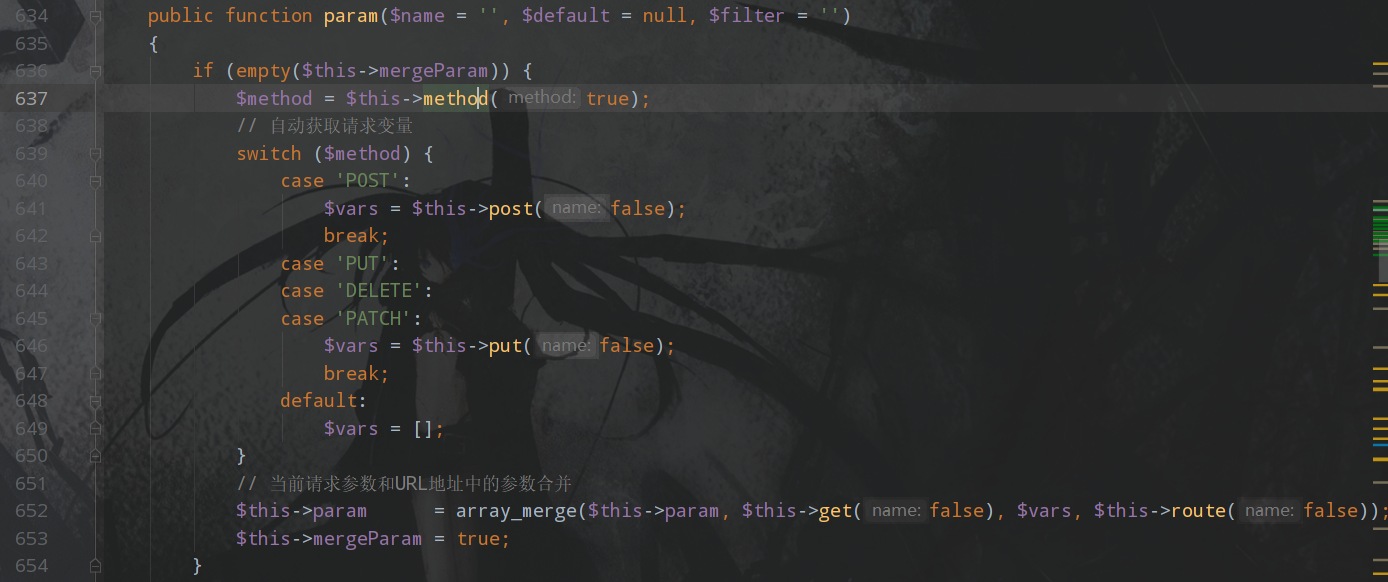 634 public function param($name = '', $default = null, $filter = '')
635 {
636 if (empty($this->mergeParam)) {
637 $method = $this->method( method: true);
638 // 自动获取请求变量
639 switch ($method) {
640 case 'POST':
641 $vars = $this->post( name: false);
642 break;
643 case 'PUT':
644 case 'DELETE':
645 case 'PATCH':
646 $vars = $this->put( name: false);
647 break;
648 default:
649 $vars = [];
650 }
651 // 当前请求参数和URL地址中的参数合并
652 $this->param = array_merge($this->param, $this->get( name: false), $vars, $this->route( name: false));
653 $this->mergeParam = true;
654 }